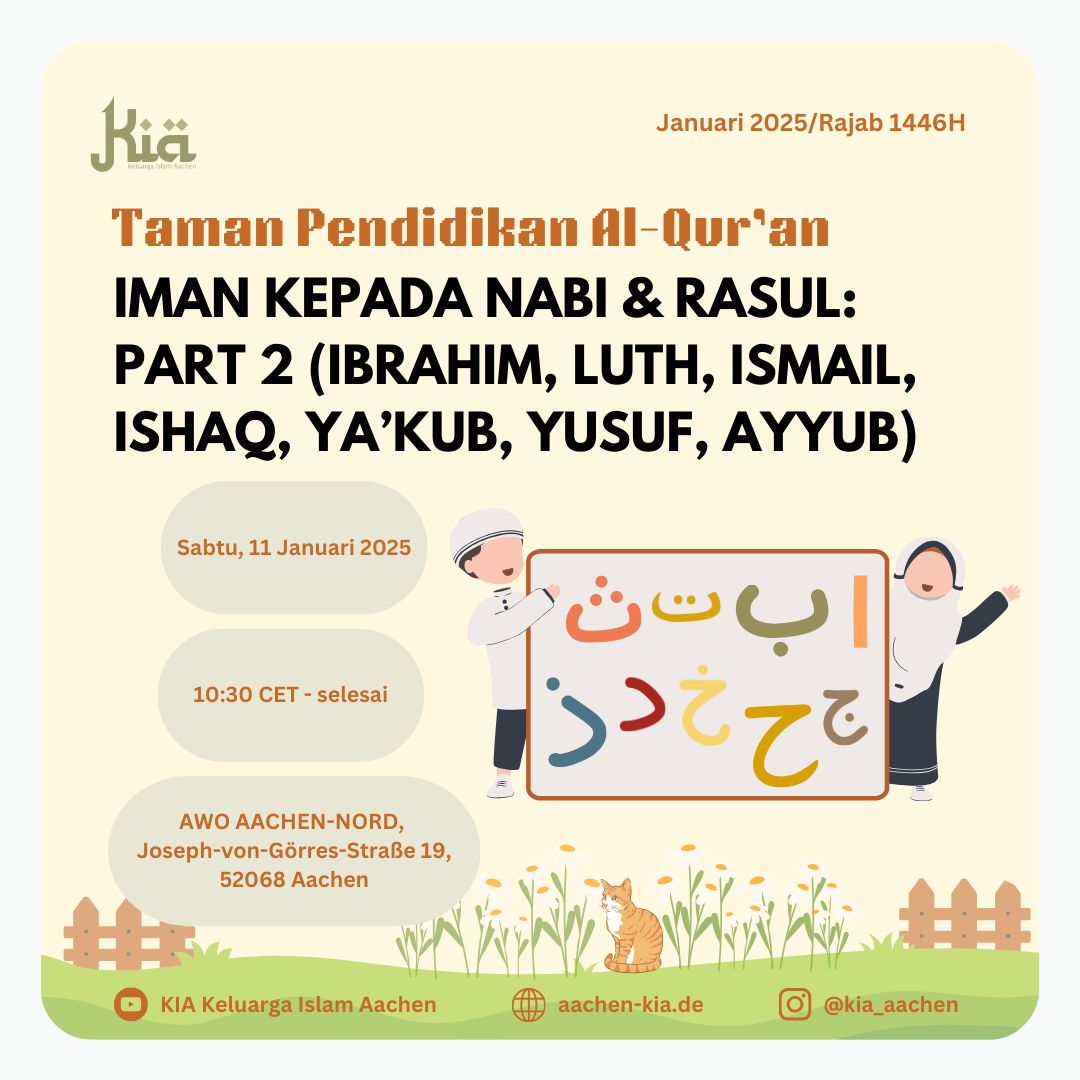 Kiä
Keluarga Islam Aachen
Januari 2025/Rajab 1446H
Taman Pendidikan Al-Qur'an
IMAN KEPADA NABI & RASUL:
PART 2 (IBRAHIM, LUTH, ISMAIL,
ISHAQ, YA’KUB, YUSUF, AYYUB)
Sabtu, 11 Januari 2025
10:30 CET - selesai
AWO AACHEN-NORD,
Joseph-von-Görres-Straße 19,
52068 Aachen
ا ب ت ث
ج ح خ د ذ
KIA Keluarga Islam Aachen
aachen-kia.de
@kia_aachen